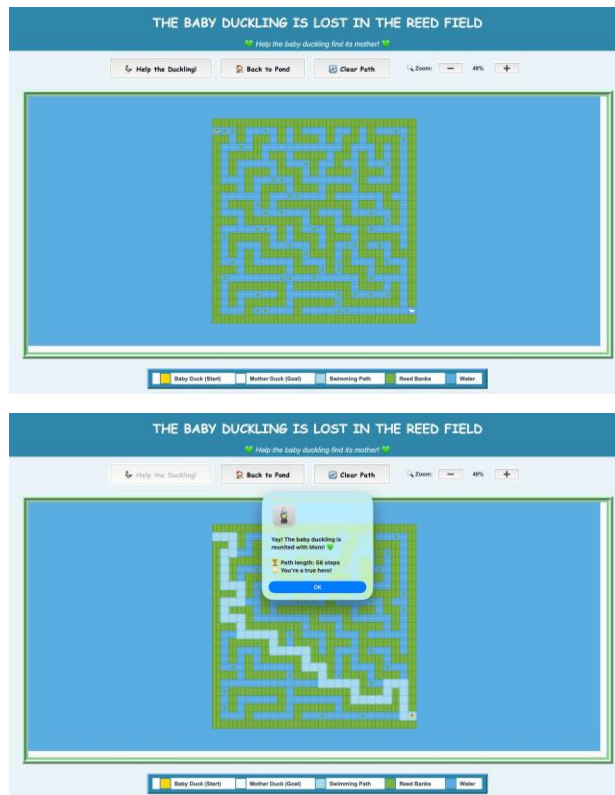 THE BABY DUCKLING IS LOST IN THE REED FIELD
💚 Help the baby duckling find its mother! 💚
Help the Duckling!
Back to Pond
Clear Path
Zoom:
−
49%
+
Baby Duck (Start)
Mother Duck (Goal)
Swimming Path
Reed Banks
Water
THE BABY DUCKLING IS LOST IN THE REED FIELD
💚 Help the baby duckling find its mother! 💚
Help the Duckling!
Back to Pond
Clear Path
Zoom:
−
49%
+
Yay! The baby duckling is
reunited with Mom! 💚
🏆 Path length: 56 steps
You're a true hero!
OK
Baby Duck (Start)
Mother Duck (Goal)
Swimming Path
Reed Banks
Water